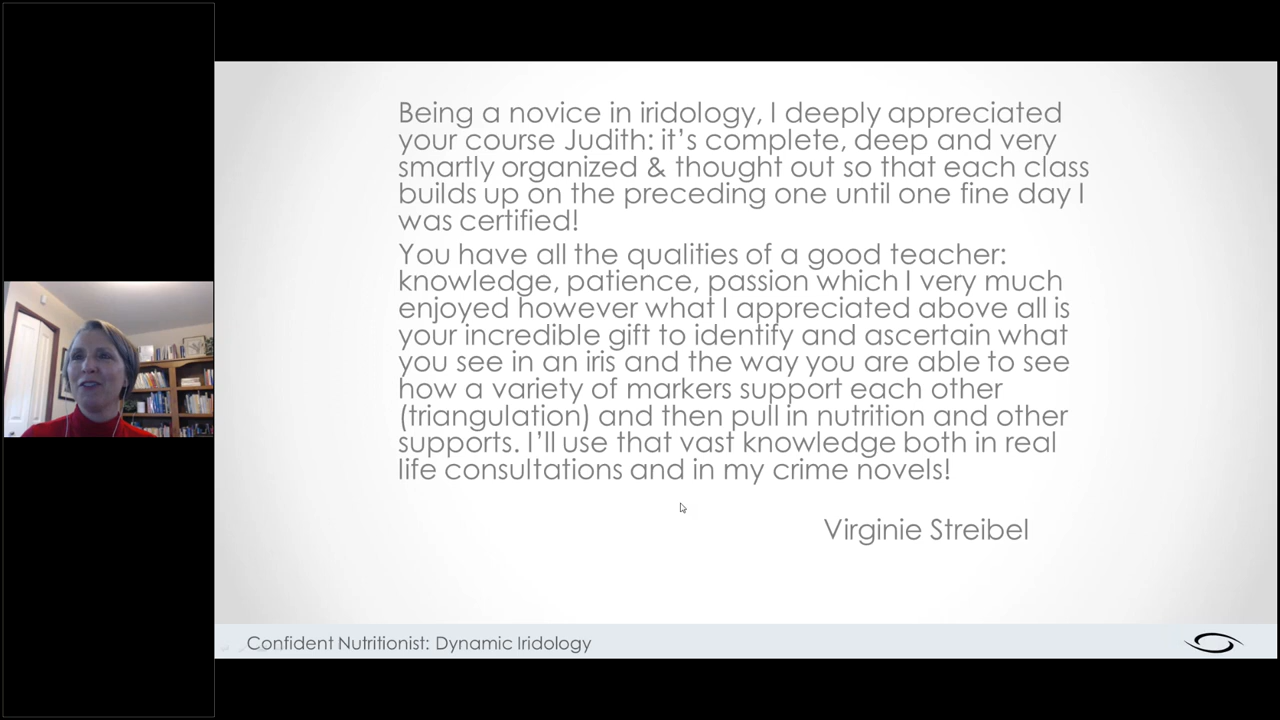 Being a novice in iridology, I deeply appreciated
your course Judith: it's complete, deep and very
smartly organized & thought out so that each class
builds up on the preceding one until one fine day I
was certified!
You have all the qualities of a good teacher:
knowledge, patience, passion which I very much
enjoyed however what I appreciated above all is
your incredible gift to identify and ascertain what
you see in an iris and the way you are able to see
how a variety of markers support each other
(triangulation) and then pull in nutrition and other
supports. I'll use that vast knowledge both in real
life consultations and in my crime novels!
Virginie Streibel
Confident Nutritionist: Dynamic Iridology